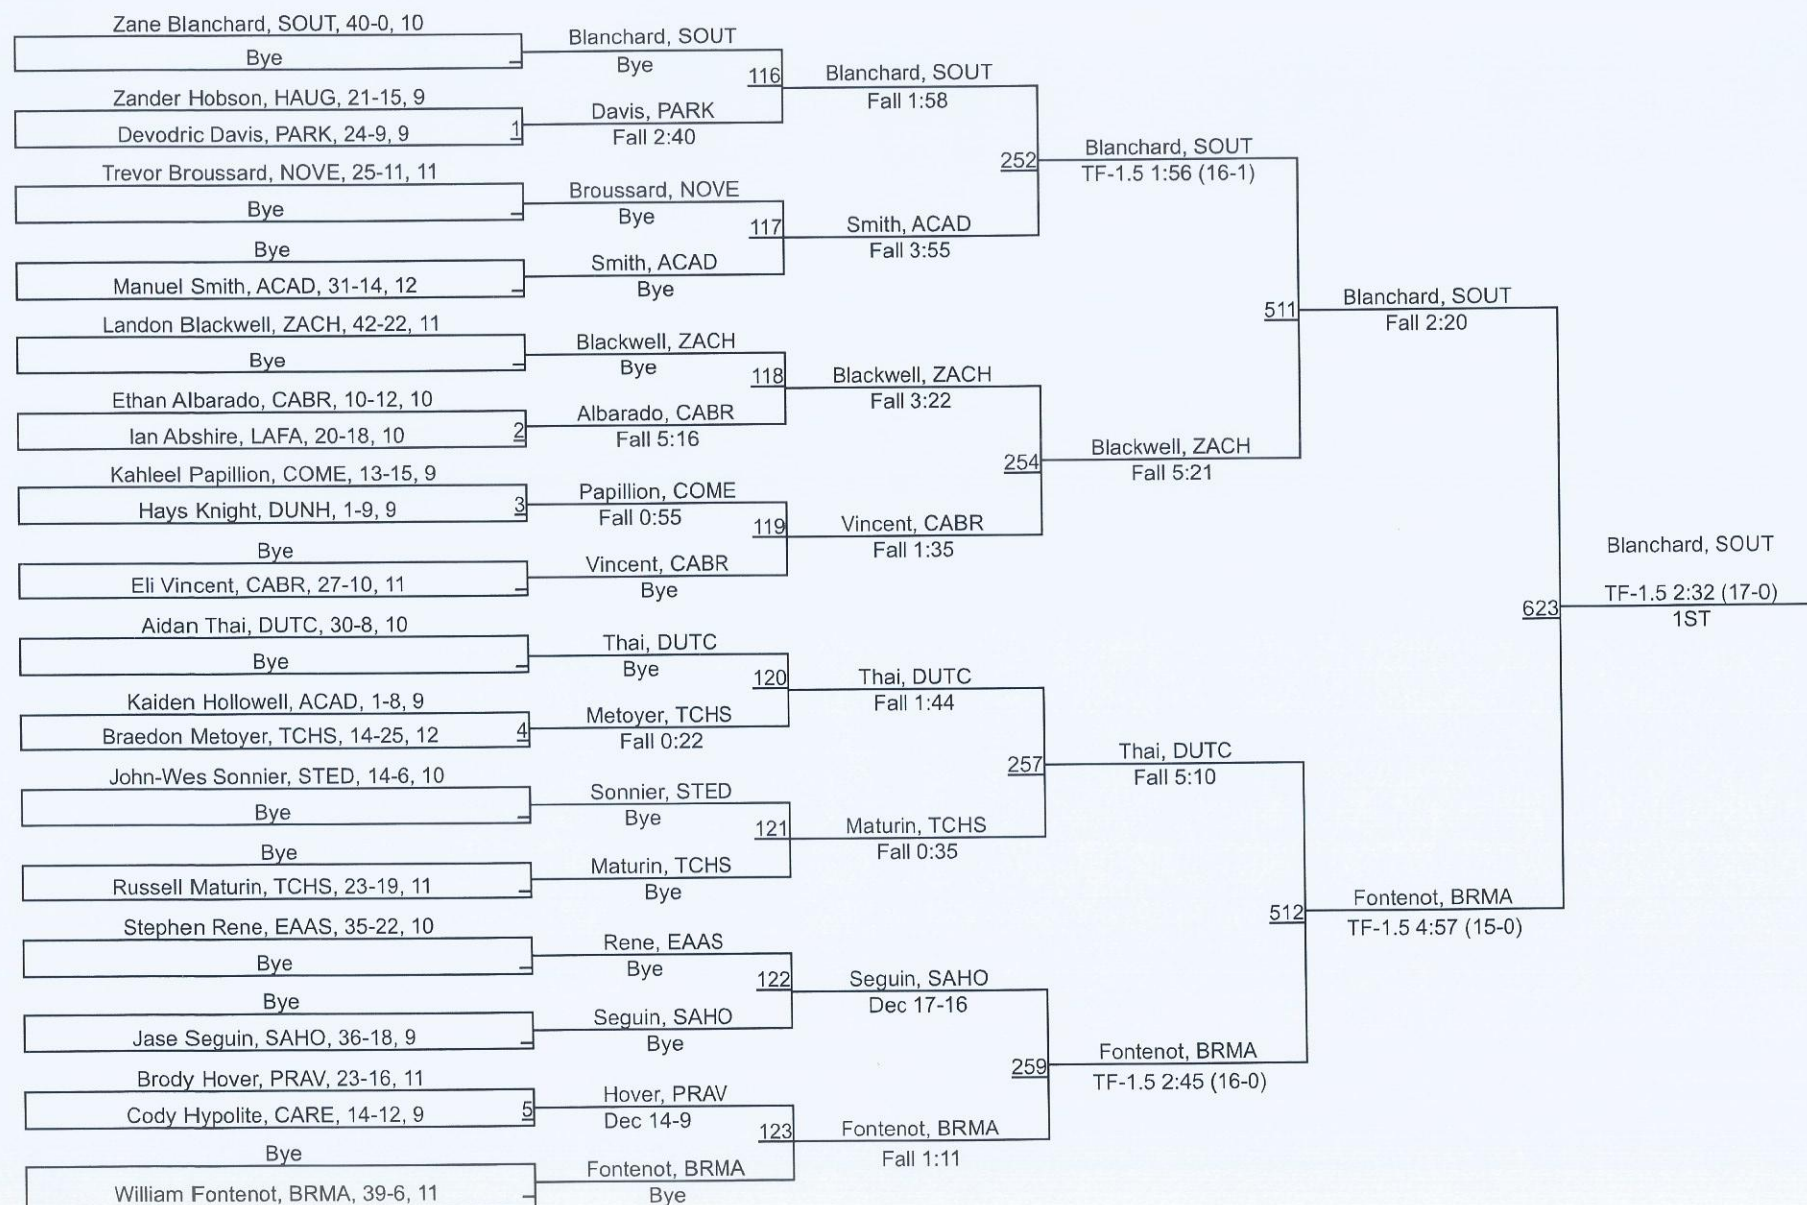 Zane Blanchard, SOUT, 40-0, 10
Bye
Zander Hobson, HAUG, 21-15, 9
Devodric Davis, PARK, 24-9, 9
1
Trevor Broussard, NOVE, 25-11, 11
Bye
Bye
Manuel Smith, ACAD, 31-14, 12
Landon Blackwell, ZACH, 42-22, 11
Bye
Ethan Albarado, CABR, 10-12, 10
Ian Abshire, LAFA, 20-18, 10
2
Kahleel Papillion, COME, 13-15, 9
Hays Knight, DUNH, 1-9, 9
3
Bye
Eli Vincent, CABR, 27-10, 11
Aidan Thai, DUTC, 30-8, 10
Bye
Kaiden Hollowell, ACAD, 1-8, 9
Braedon Metoyer, TCHS, 14-25, 12
4
John-Wes Sonnier, STED, 14-6, 10
Bye
Bye
Russell Maturin, TCHS, 23-19, 11
Stephen Rene, EAAS, 35-22, 10
Bye
Bye
Jase Seguin, SAHO, 36-18, 9
Brody Hover, PRAV, 23-16, 11
Cody Hypolite, CARE, 14-12, 9
5
Bye
William Fontenot, BRMA, 39-6, 11
Blanchard, SOUT
Bye
116
Davis, PARK
Fall 2:40
Broussard, NOVE
Bye
117
Smith, ACAD
Bye
Blackwell, ZACH
Bye
118
Albarado, CABR
Fall 5:16
Papillion, COME
Fall 0:55
119
Vincent, CABR
Bye
Thai, DUTC
Bye
120
Metoyer, TCHS
Fall 0:22
Sonnier, STED
Bye
121
Maturin, TCHS
Bye
Rene, EAAS
Bye
122
Seguin, SAHO
Bye
Hover, PRAV
Dec 14-9
123
Fontenot, BRMA
Bye
Blanchard, SOUT
Fall 1:58
252
Smith, ACAD
Fall 3:55
Blackwell, ZACH
Fall 3:22
254
Vincent, CABR
Fall 1:35
Thai, DUTC
Fall 1:44
257
Maturin, TCHS
Fall 0:35
Seguin, SAHO
Dec 17-16
259
Fontenot, BRMA
Fall 1:11
Blanchard, SOUT
TF-1.5 1:56 (16-1)
511
Blackwell, ZACH
Fall 5:21
Thai, DUTC
Fall 5:10
512
Fontenot, BRMA
TF-1.5 2:45 (16-0)
Blanchard, SOUT
Fall 2:20
623
Fontenot, BRMA
TF-1.5 4:57 (15-0)
Blanchard, SOUT
TF-1.5 2:32 (17-0)
1ST